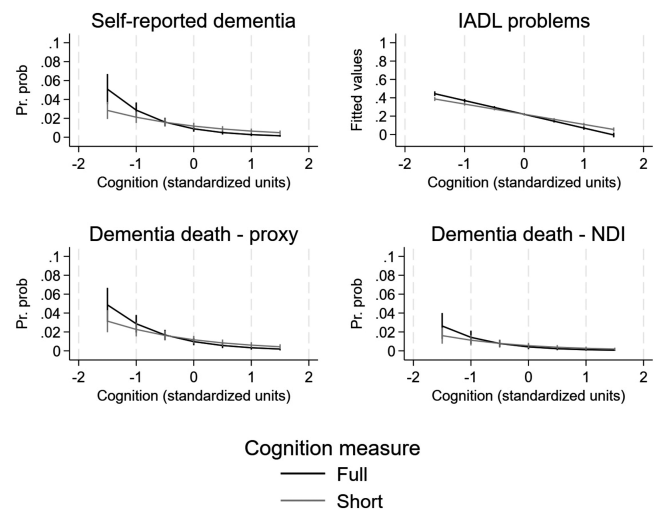 Self-reported dementia
Pr. prob
.1
.08
.06
.04
.02
0
-2 -1 0 1 2
Cognition (standardized units)
IADL problems
Fitted values
.1
.8
.6
.4
.2
0
-2 -1 0 1 2
Cognition (standardized units)
Dementia death - proxy
Pr. prob
.1
.08
.06
.04
.02
0
-2 -1 0 1 2
Cognition (standardized units)
Dementia death - NDI
Pr. prob
.1
.08
.06
.04
.02
0
-2 -1 0 1 2
Cognition (standardized units)
Cognition measure
Full
Short